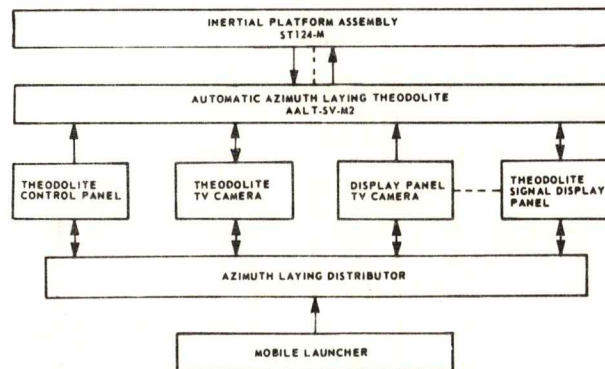 INERTIAL PLATFORM ASSEMBLY
ST124-M
AUTOMATIC AZIMUTH LAYING THEODOLITE
AALT-SV-M2
THEODOLITE
CONTROL PANEL
THEODOLITE
TV CAMERA
DISPLAY PANEL
TV CAMERA
THEODOLITE
SIGNAL DISPLAY
PANEL
AZIMUTH LAYING DISTRIBUTOR
MOBILE LAUNCHER